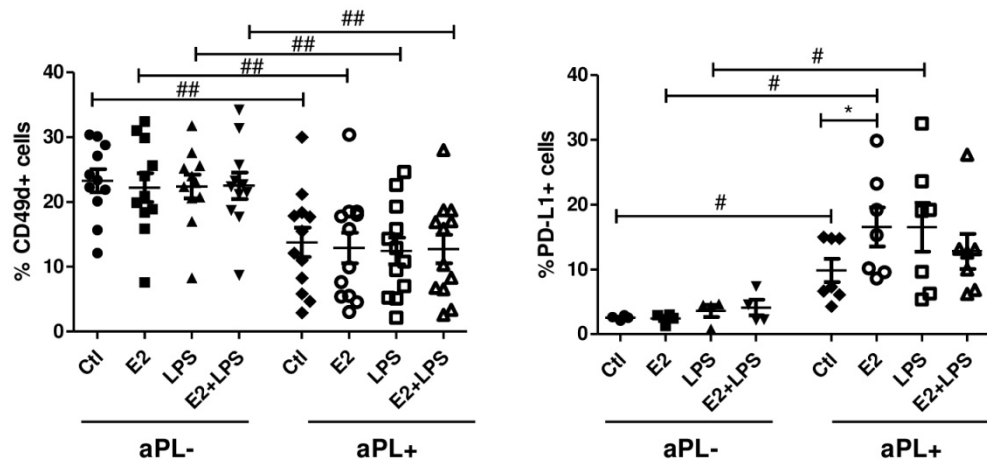 ##
##
##
##
% CD49d+ cells
40
30
20
10
0
Ctl
E2
LPS
E2+LPS
Ctl
E2
LPS
E2+LPS
aPL-
aPL+
#
#
*
#
%PD-L1+ cells
40
30
20
10
0
Ctl
E2
LPS
E2+LPS
Ctl
E2
LPS
E2+LPS
aPL-
aPL+